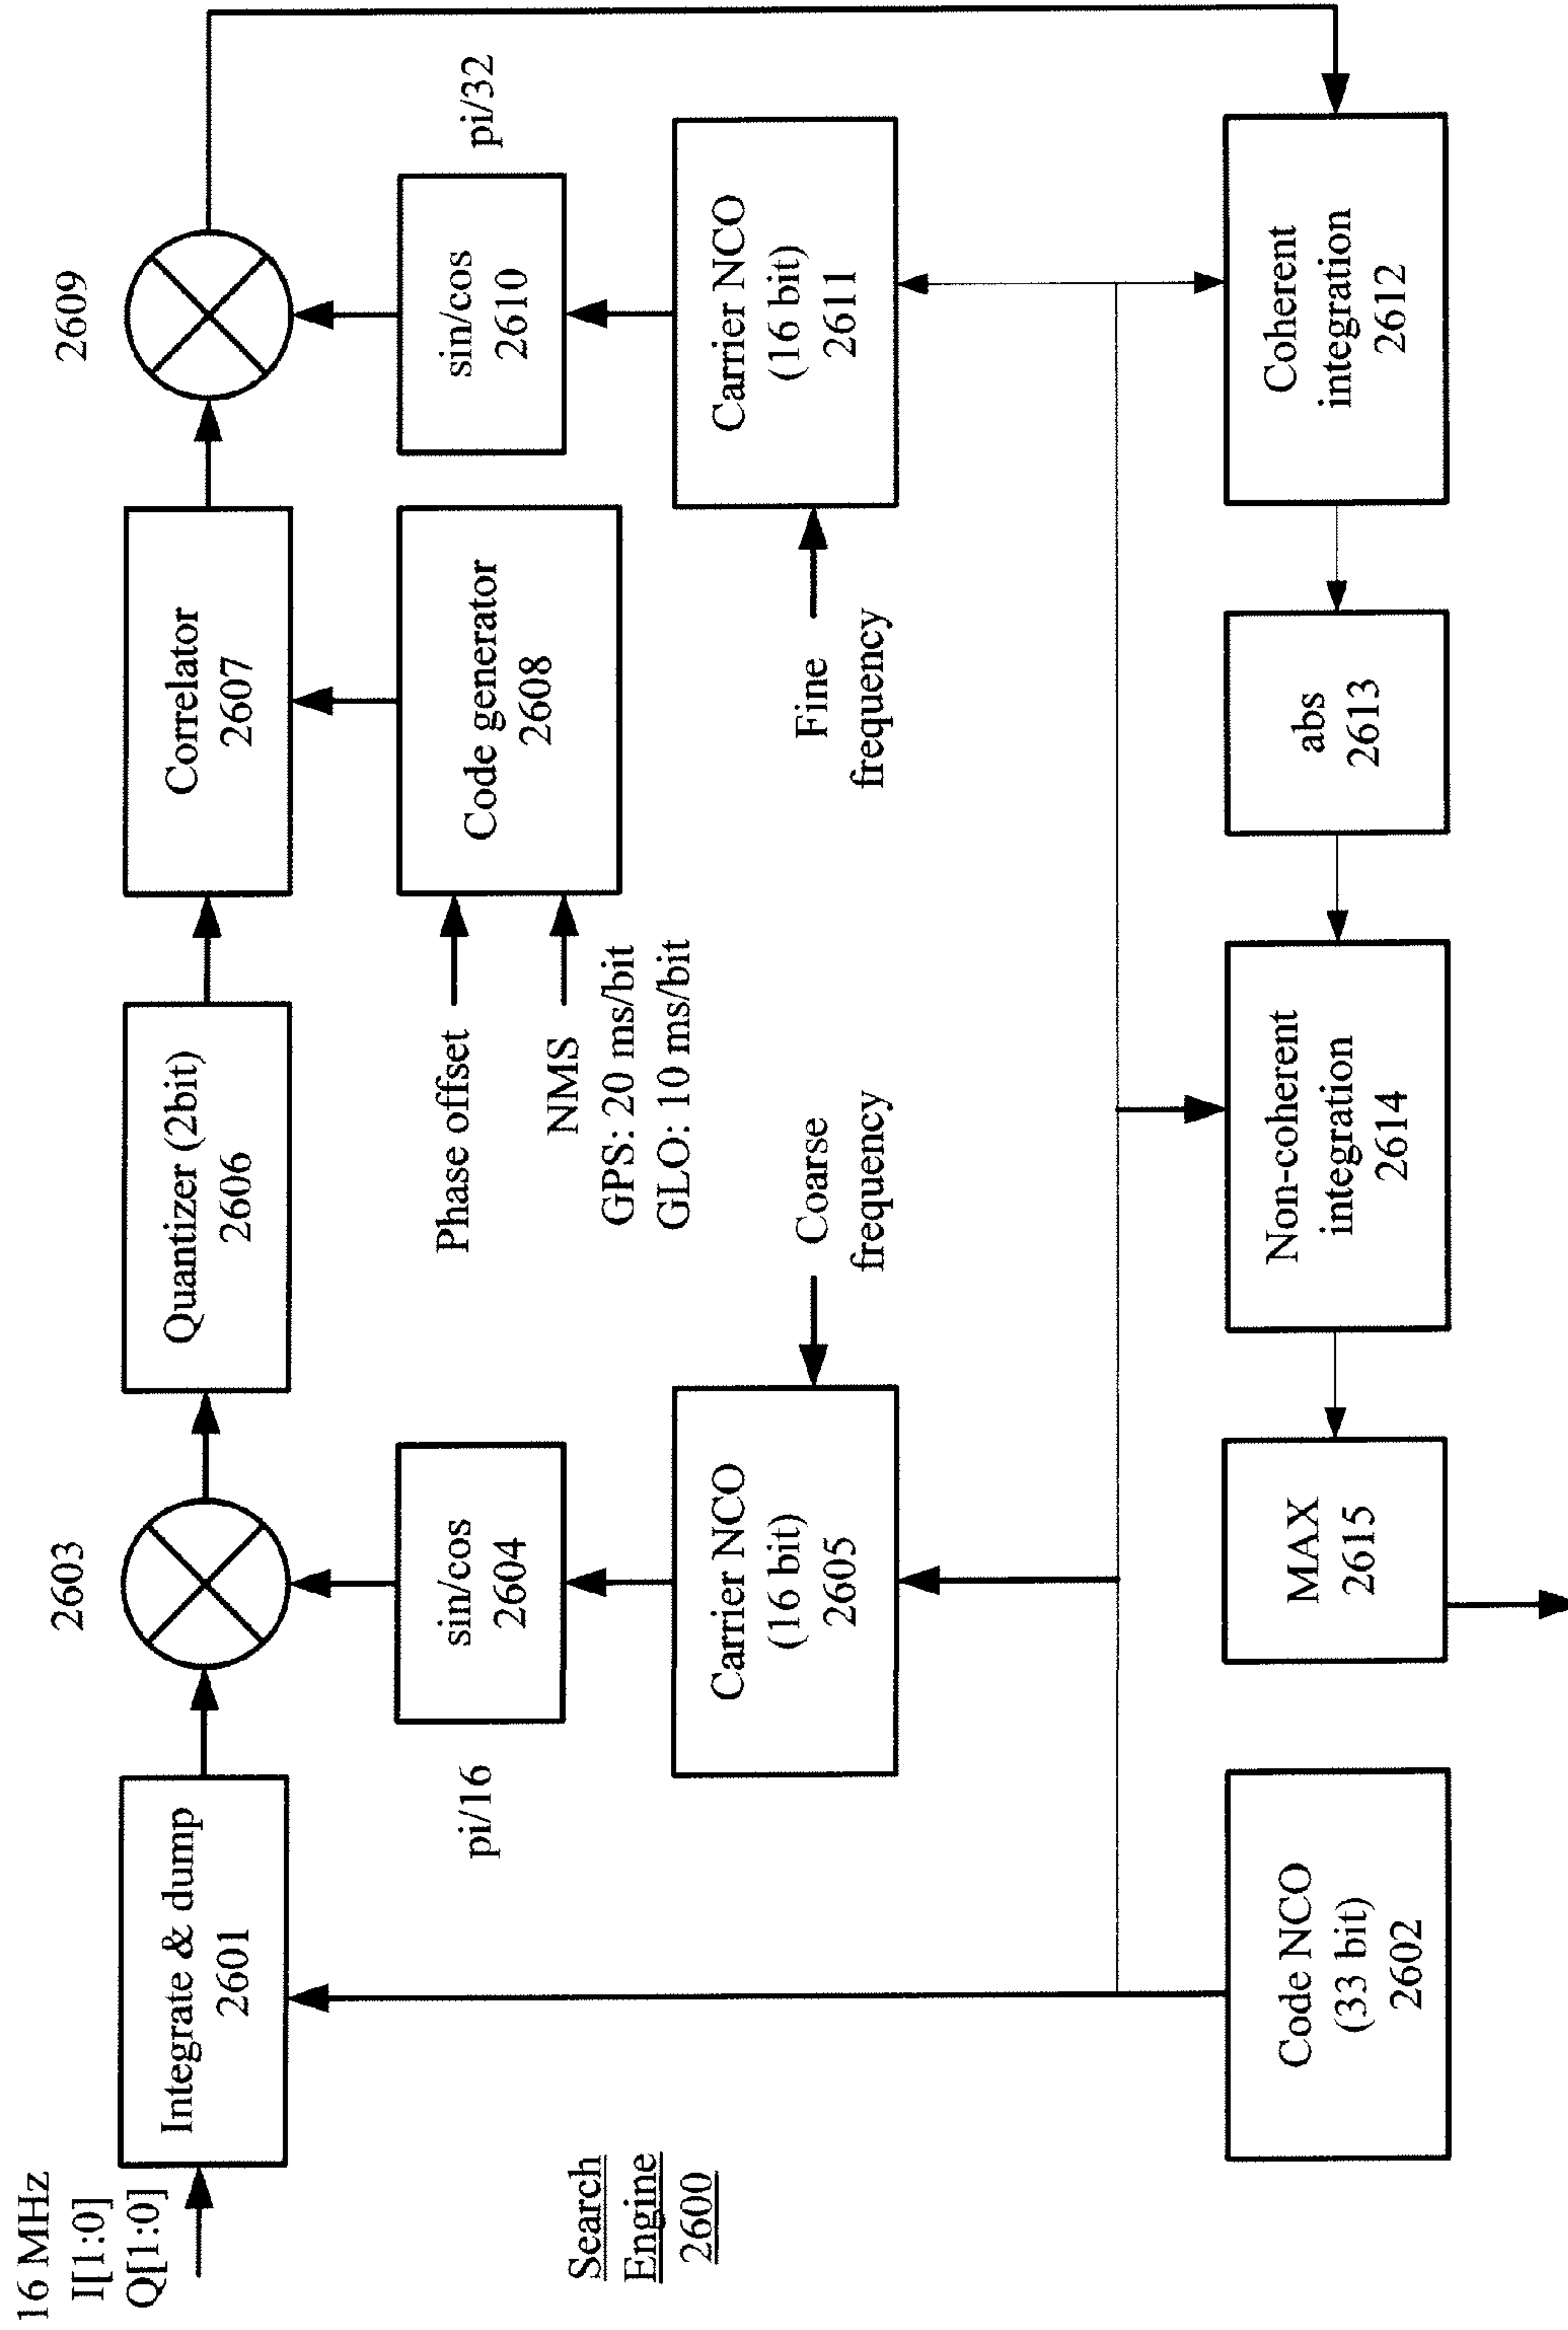 16 MHz
I[1:0]
Q[1:0]
Integrate & dump
2601
2603
Quantizer (2bit)
2606
Correlator
2607
2609
pi/16
sin/cos
2604
Phase offset
NMS
GPS: 20 ms/bit
GLO: 10 ms/bit
Code generator
2608
sin/cos
2610
pi/32
Search
Engine
2600
Carrier NCO
(16 bit)
2605
Coarse
frequency
Fine
frequency
Carrier NCO
(16 bit)
2611
Code NCO
(33 bit)
2602
MAX
2615
Non-coherent
integration
2614
abs
2613
Coherent
integration
2612